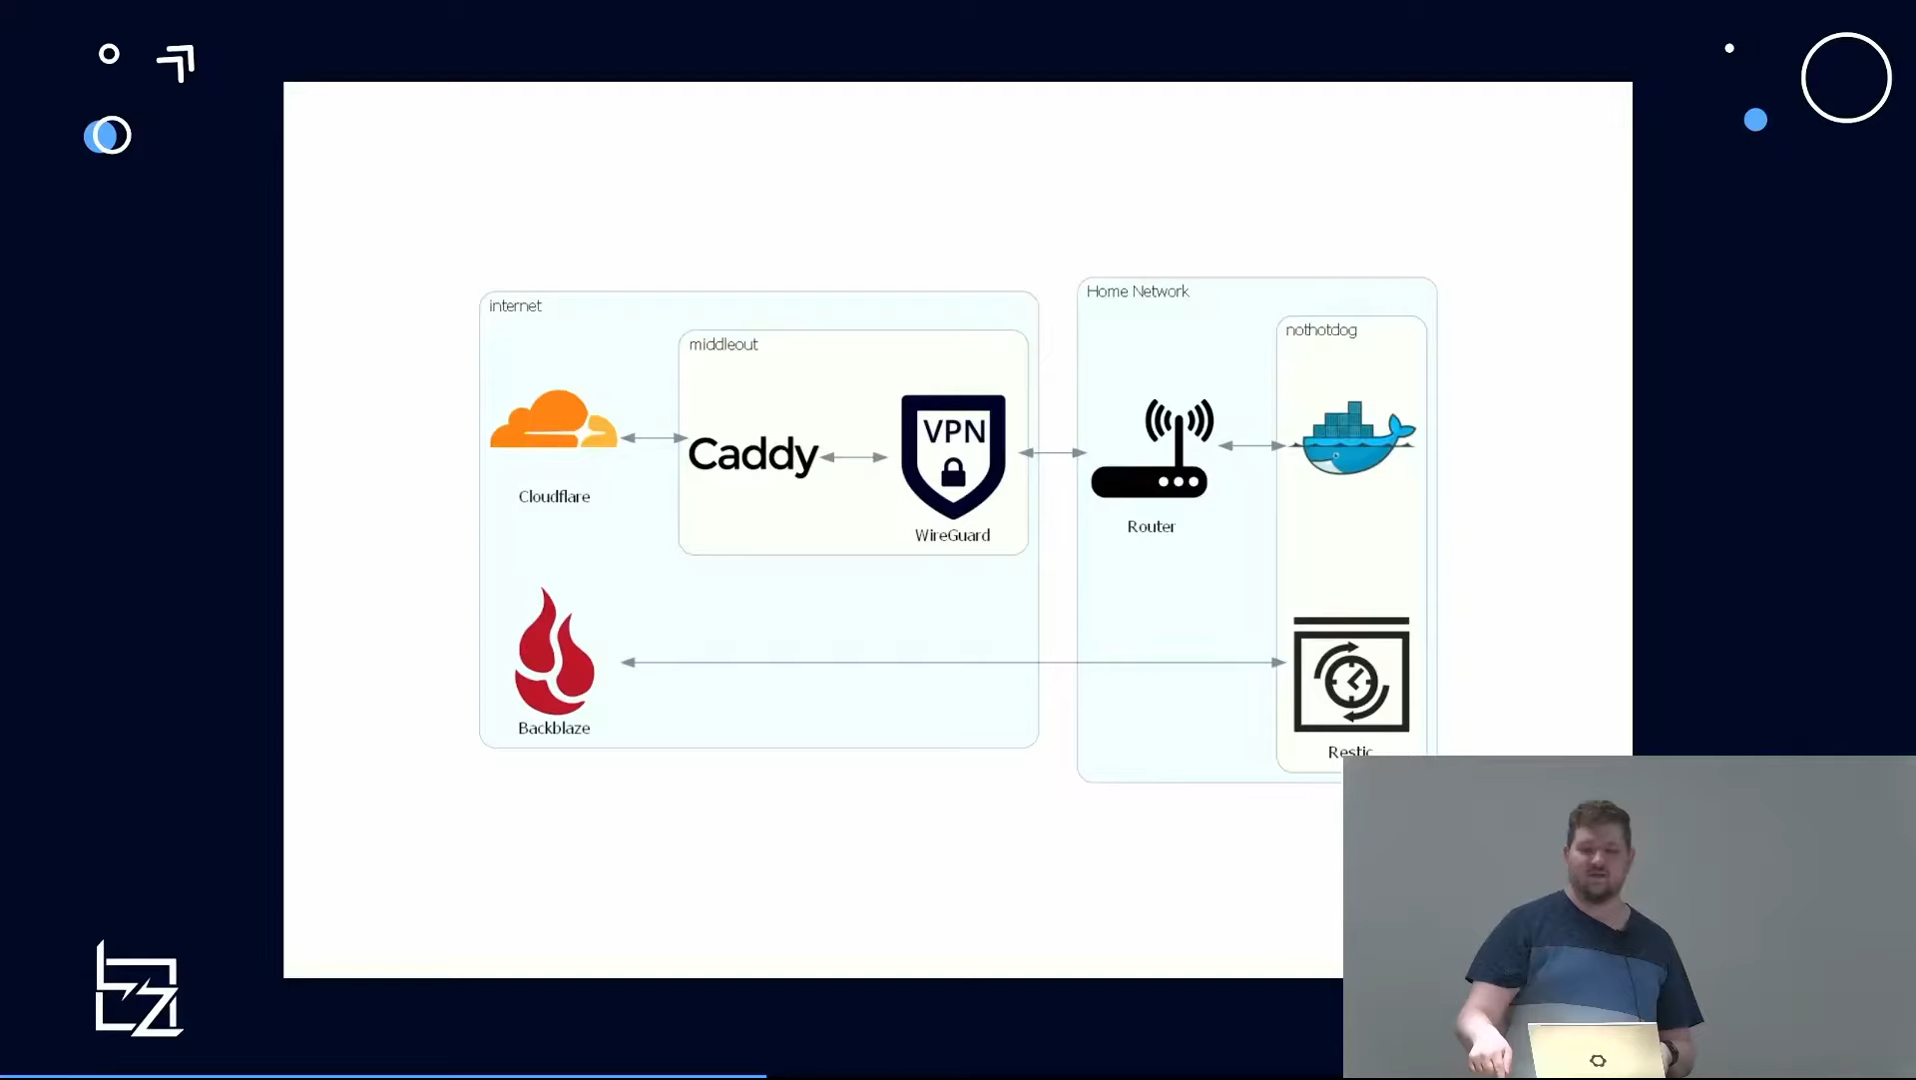 internet
middleout
Cloudflare
Caddy
VPN
WireGuard
Backblaze
Home Network
nothotdog
Router
Restic